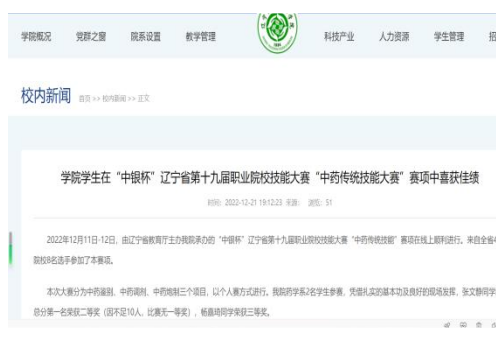 学院概况 党群之窗 院系设置 教学管理 科技产业 人力资源 学生管理 招
校内新闻 首页 >> 校内新闻 >> 正文
学院学生在“中银杯”辽宁省第十九届职业院校技能大赛“中药传统技能大赛”赛项中喜获佳绩
时间: 2022-12-21 19:12:23 来源: 浏览: 51
2022年12月11日-12日，由辽宁省教育厅主办我院承办的“中银杯”辽宁省第十九届职业院校技能大赛“中药传统技能”赛项在线上顺利进行。来自全省4
院校8名选手参加了本赛项。
本次大赛分为中药鉴别、中药调剂、中药炮制三个项目，以个人赛方式进行。我院药学系2名学生参赛，凭借扎实的基本功及良好的现场发挥，张文静同学
总分第一名荣获二等奖（因不足10人，比赛无一等奖），杨嘉琦同学荣获三等奖。